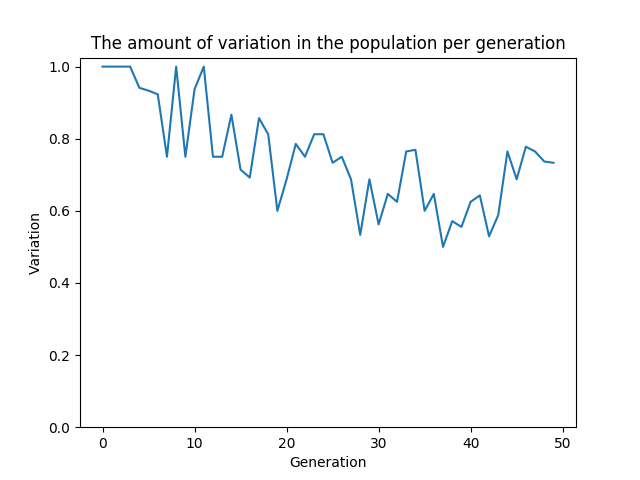 The amount of variation in the population per generation
1.0
0.8
0.6
0.4
0.2
0.0
Variation
0 10 20 30 40 50
Generation